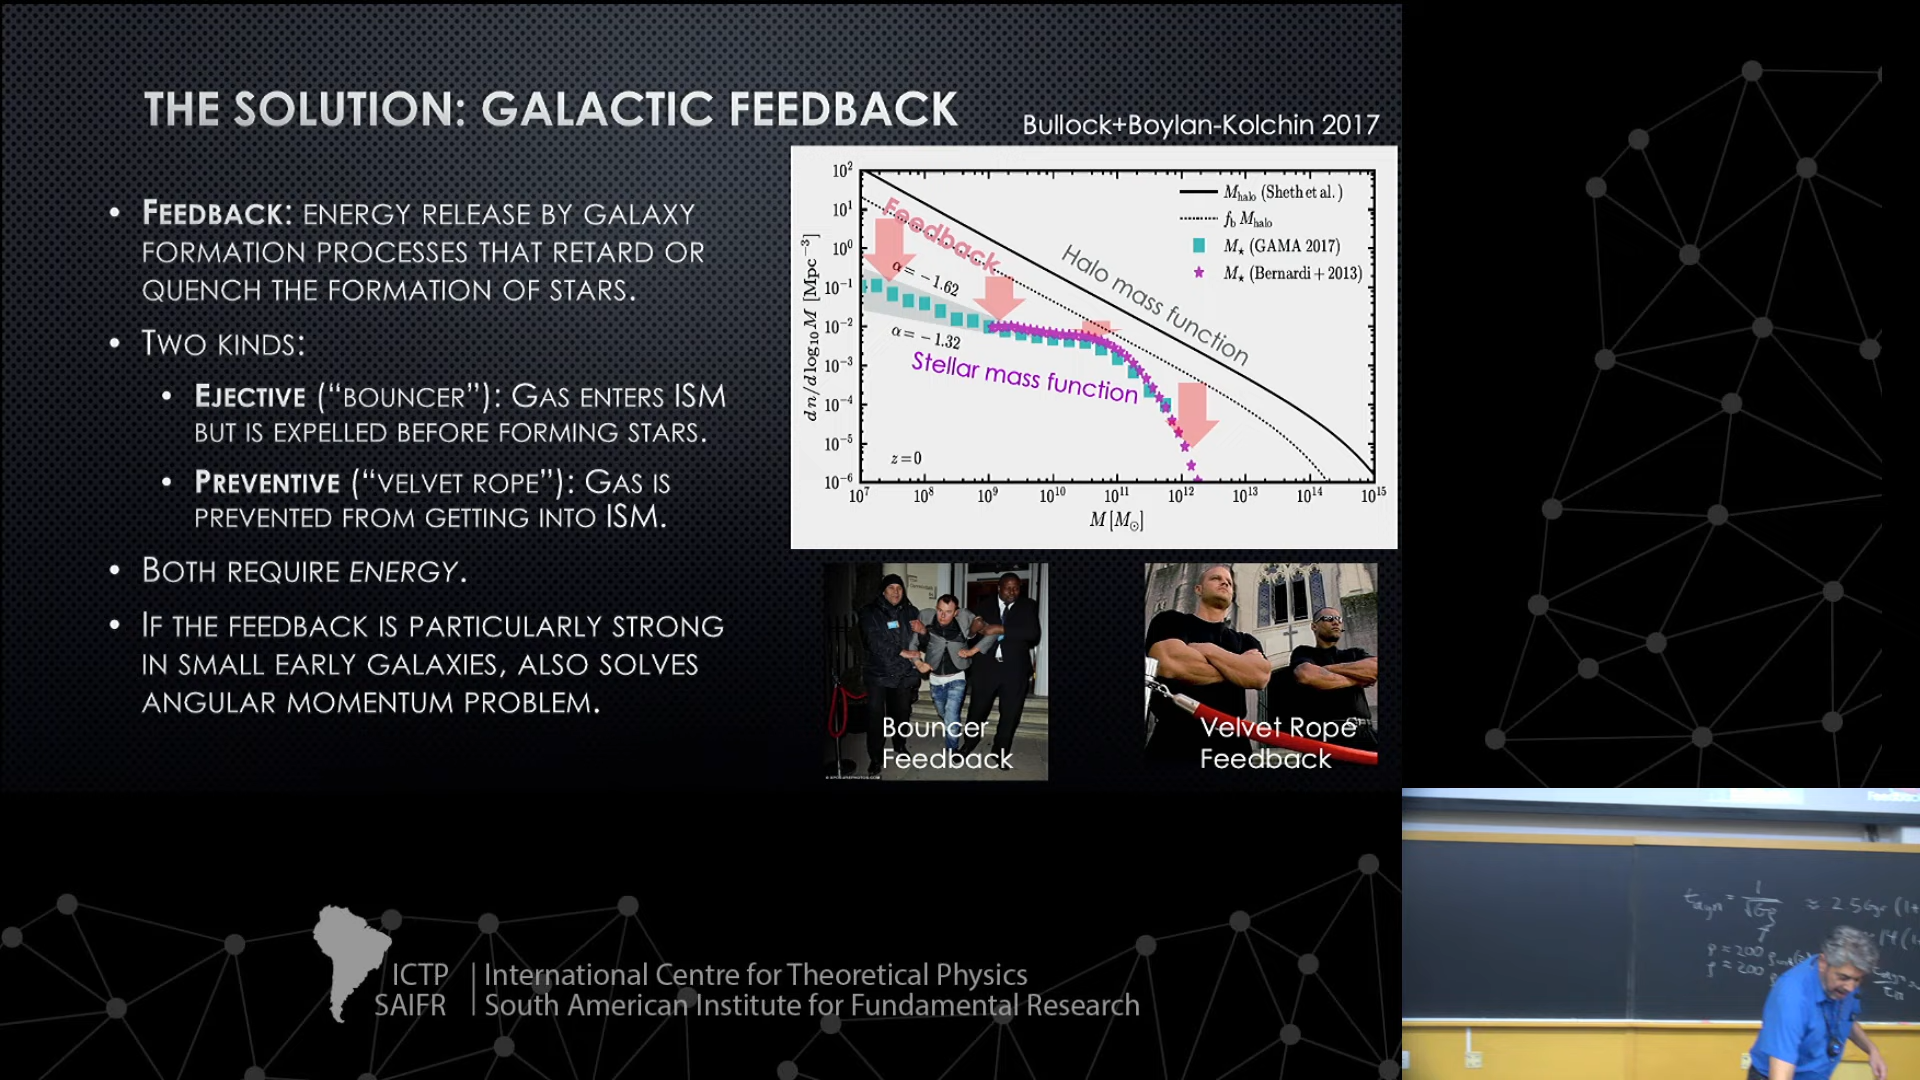 THE SOLUTION: GALACTIC FEEDBACK
Bullock+Boylan-Kolchin 2017
• FEEDBACK: ENERGY RELEASE BY GALAXY
FORMATION PROCESSES THAT RETARD OR
QUENCH THE FORMATION OF STARS.
• TWO KINDS:
• EJECTIVE (“BOUNCER”): GAS ENTERS ISM
BUT IS EXPELLED BEFORE FORMING STARS.
• PREVENTIVE (“VELVET ROPE”): GAS IS
PREVENTED FROM GETTING INTO ISM.
• BOTH REQUIRE ENERGY.
• IF THE FEEDBACK IS PARTICULARLY STRONG
IN SMALL EARLY GALAXIES, ALSO SOLVES
ANGULAR MOMENTUM PROBLEM.
dn/dlog₁₀M [Mpc⁻³]
10² 10¹ 10⁰ 10⁻¹ 10⁻² 10⁻³ 10⁻⁴ 10⁻⁵ 10⁻⁶
M_halo (Sheth et al.)
f_b M_halo
M⋆ (GAMA 2017)
M⋆ (Bernardi + 2013)
Feedback
Halo mass function
α = −1.62
α = −1.32
Stellar mass function
z = 0
10⁷ 10⁸ 10⁹ 10¹⁰ 10¹¹ 10¹² 10¹³ 10¹⁴ 10¹⁵
M [M⊙]
Bouncer
Feedback
Velvet Rope
Feedback
ICTP | International Centre for Theoretical Physics
SAIFR | South American Institute for Fundamental Research